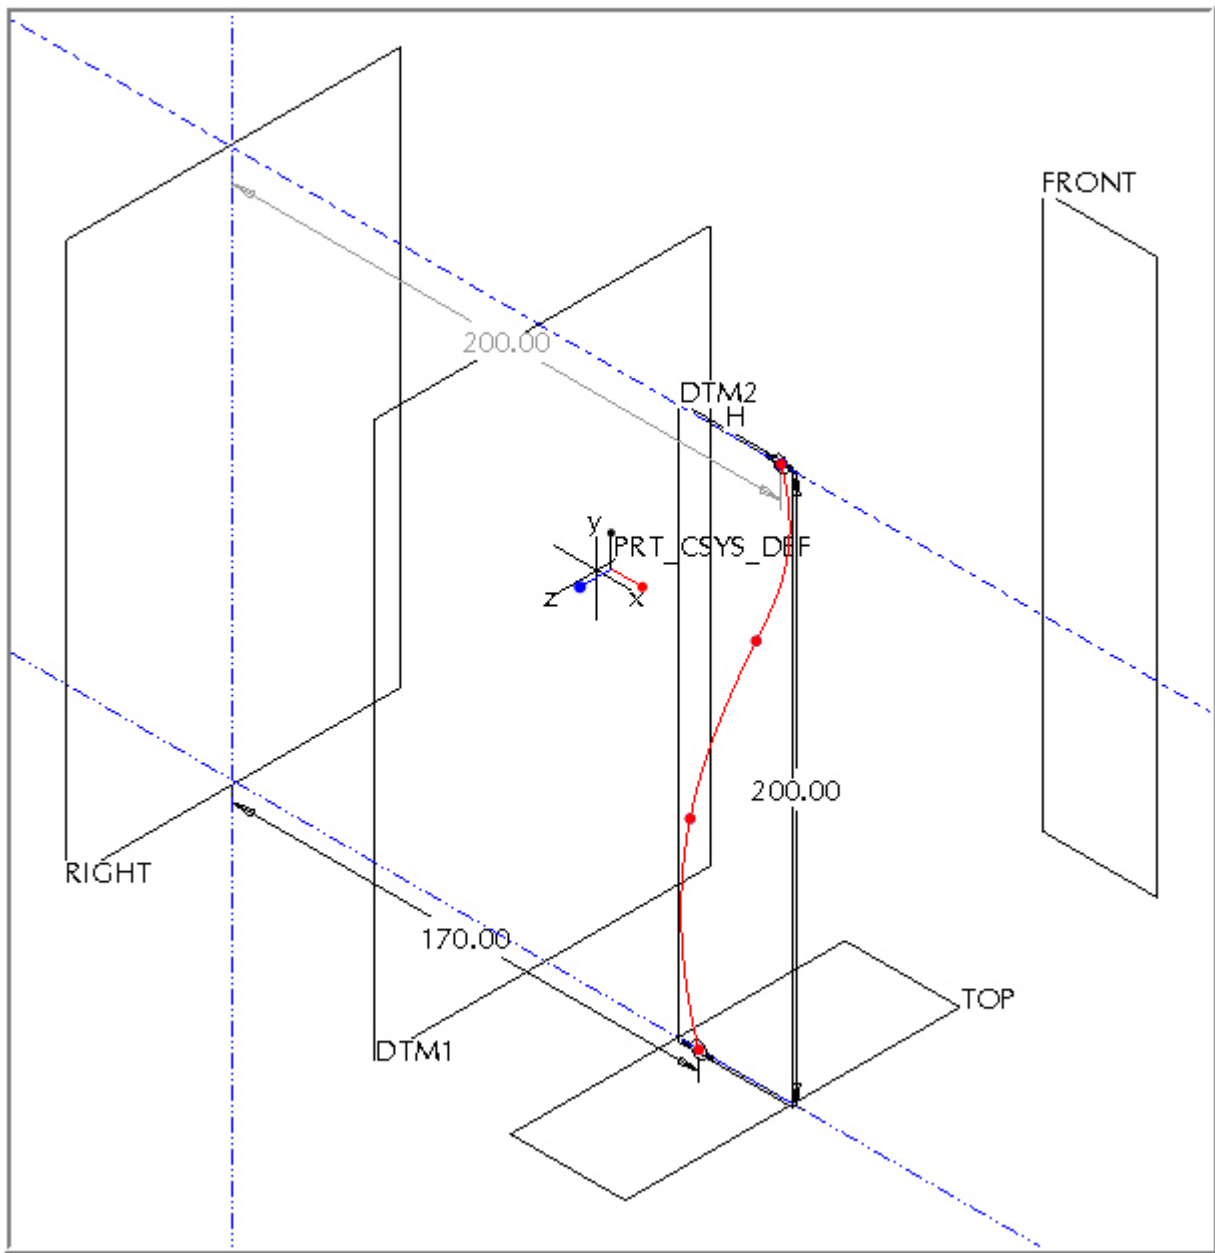 FRONT
200.00
DTM2
H
y
PRT_CSYS_DEF
z
x
200.00
RIGHT
170.00
TOP
DTM1